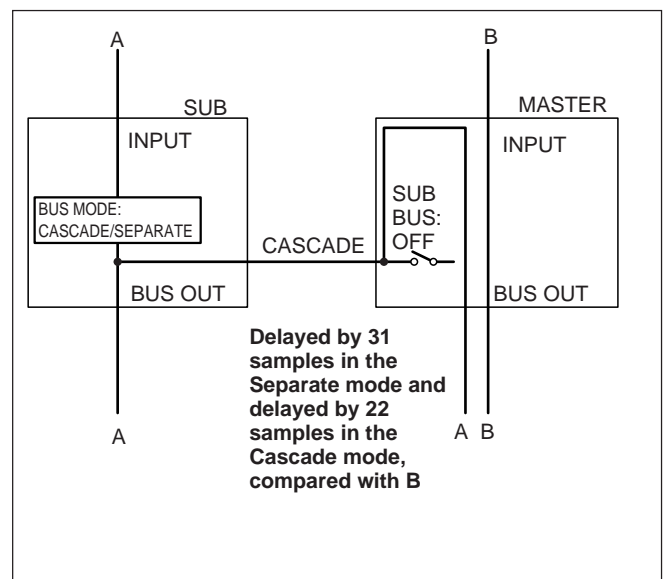 A
B
SUB
MASTER
INPUT
INPUT
BUS MODE:
CASCADE/SEPARATE
SUB
BUS:
OFF
CASCADE
BUS OUT
BUS OUT
Delayed by 31
samples in the
Separate mode and
delayed by 22
samples in the
Cascade mode,
compared with B
A
A B